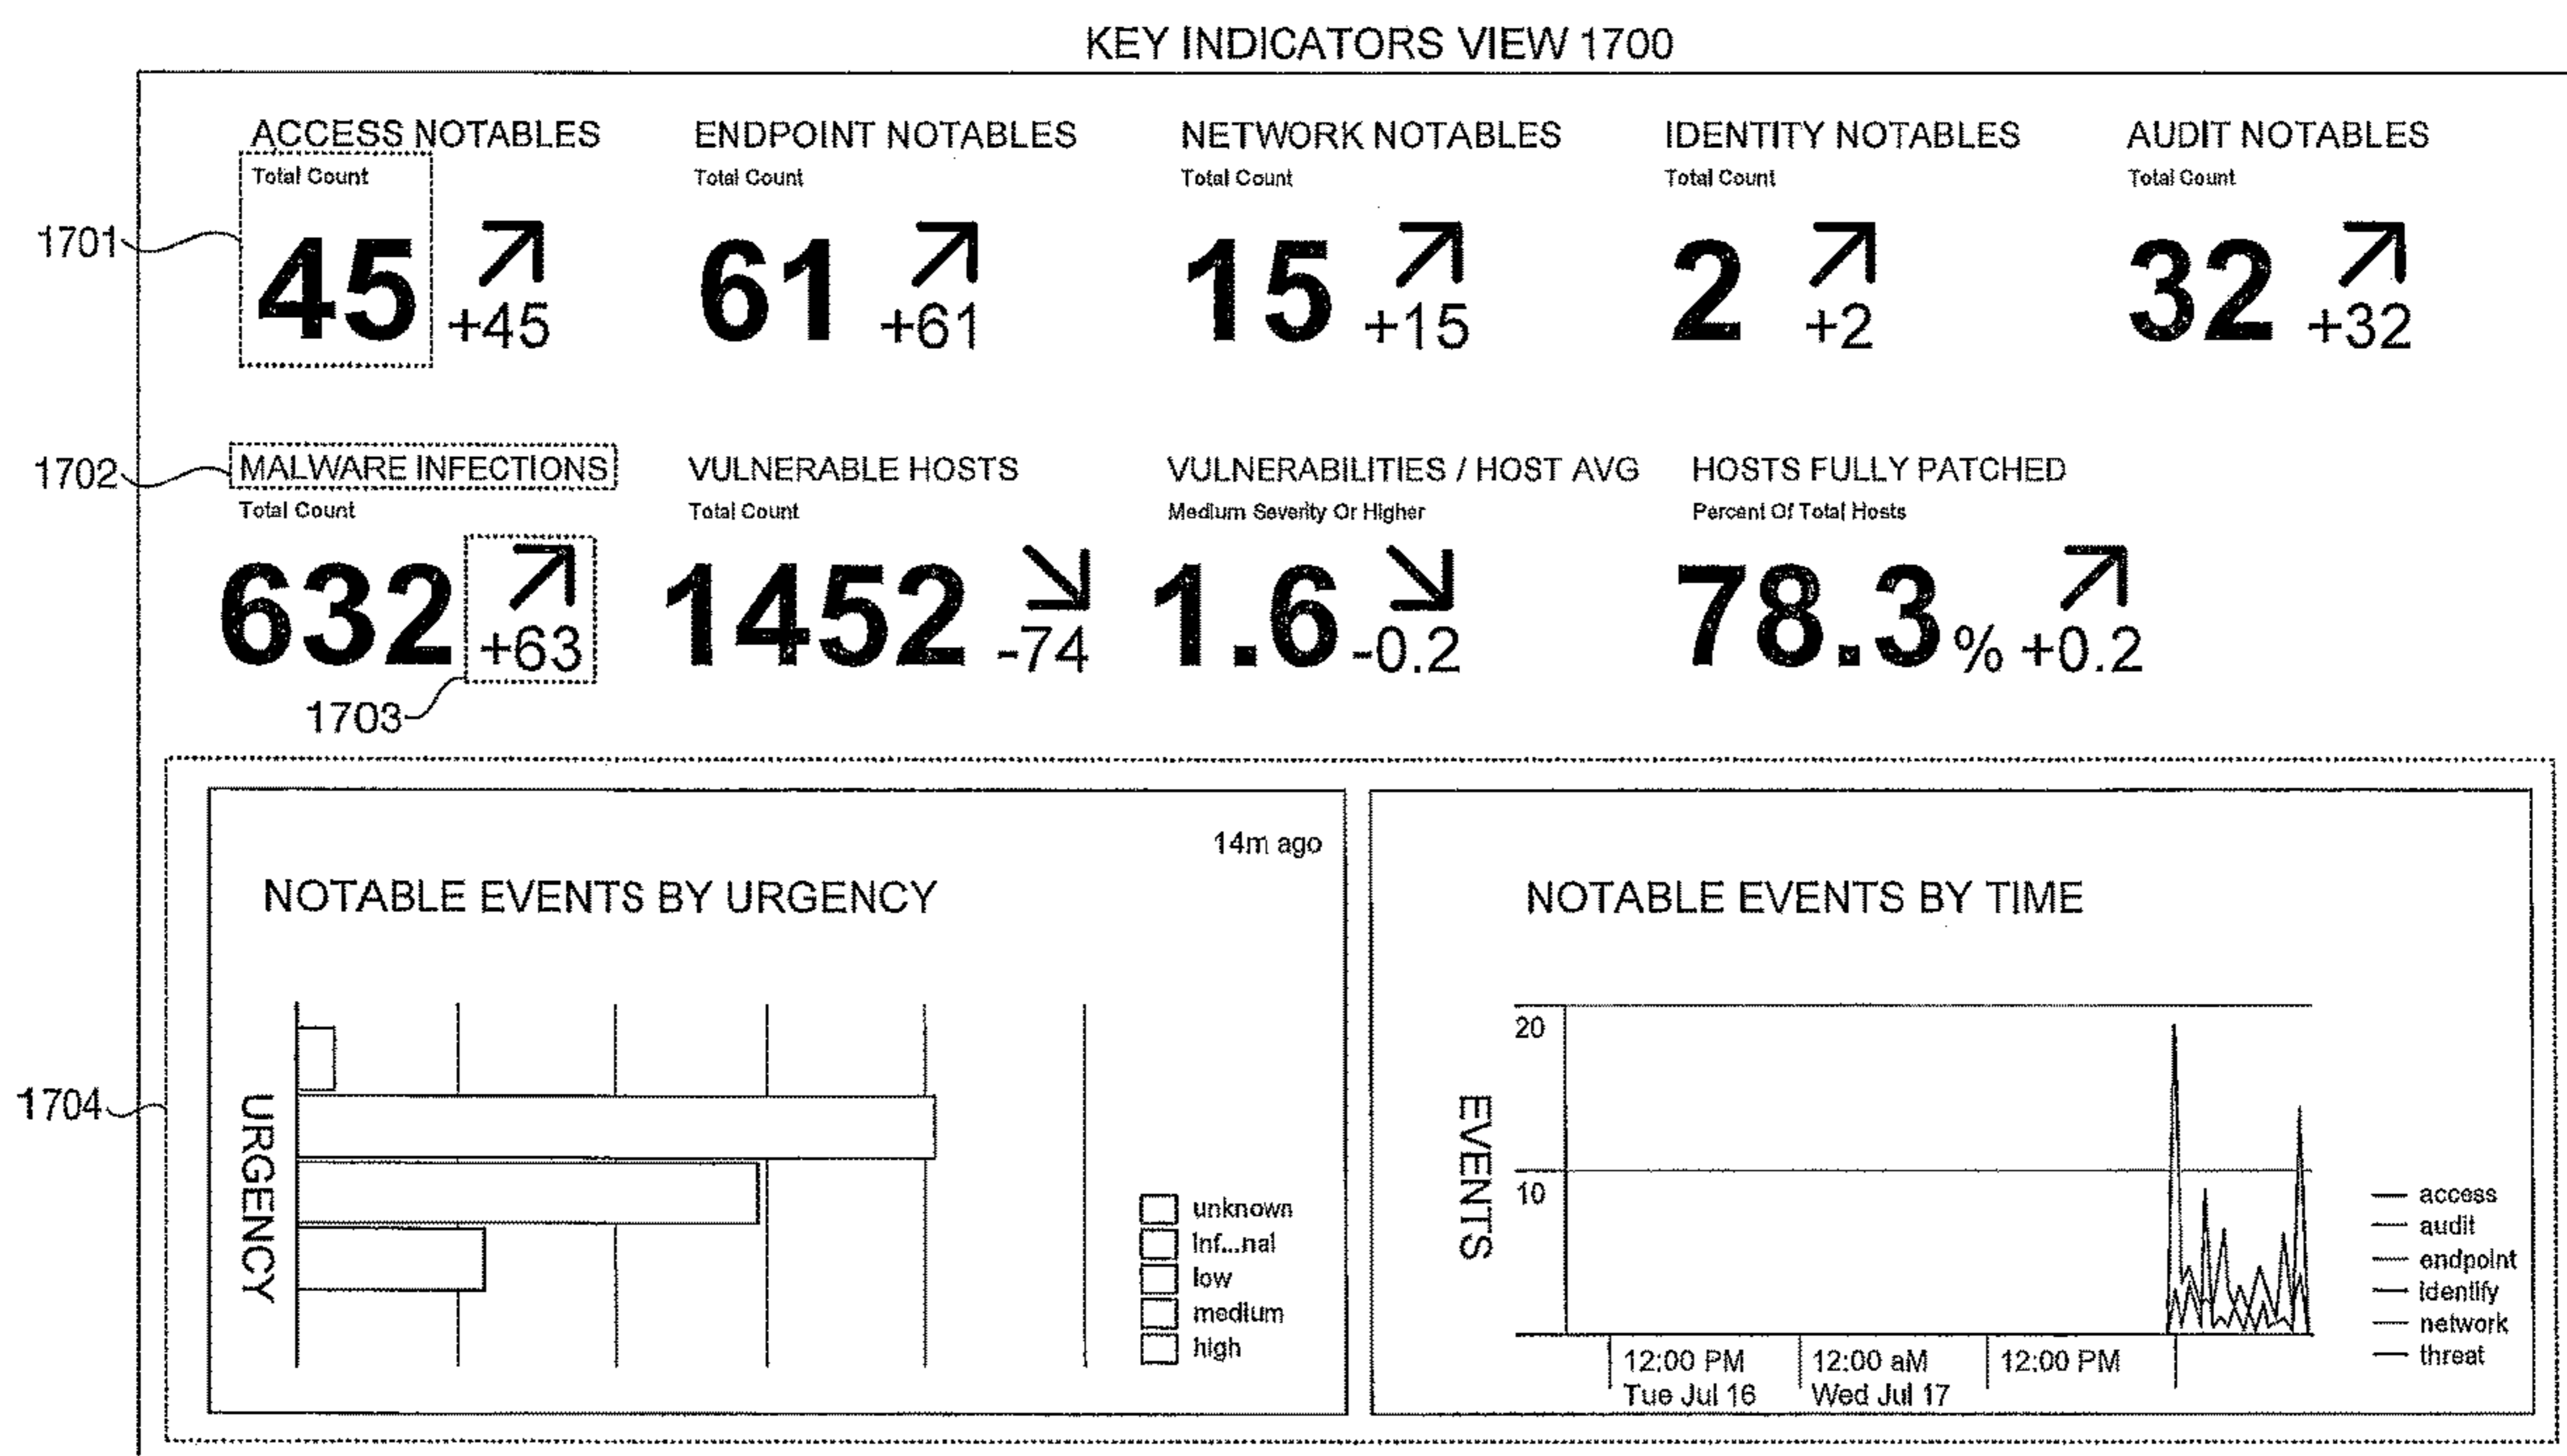 KEY INDICATORS VIEW 1700
ACCESS NOTABLES
Total Count
45 +45
ENDPOINT NOTABLES
Total Count
61 +61
NETWORK NOTABLES
Total Count
15 +15
IDENTITY NOTABLES
Total Count
2 +2
AUDIT NOTABLES
Total Count
32 +32
1701
1702
MALWARE INFECTIONS
Total Count
632 +63
1703
VULNERABLE HOSTS
Total Count
1452 -74
VULNERABILITIES / HOST AVG
Medium Severity Or Higher
1.6 -0.2
HOSTS FULLY PATCHED
Percent Of Total Hosts
78.3 % +0.2
1704
14m ago
NOTABLE EVENTS BY URGENCY
URGENCY
unknown
inf...nal
low
medium
high
NOTABLE EVENTS BY TIME
EVENTS
20
10
12:00 PM
Tue Jul 16
12:00 aM
Wed Jul 17
12:00 PM
access
audit
endpoint
identify
network
threat